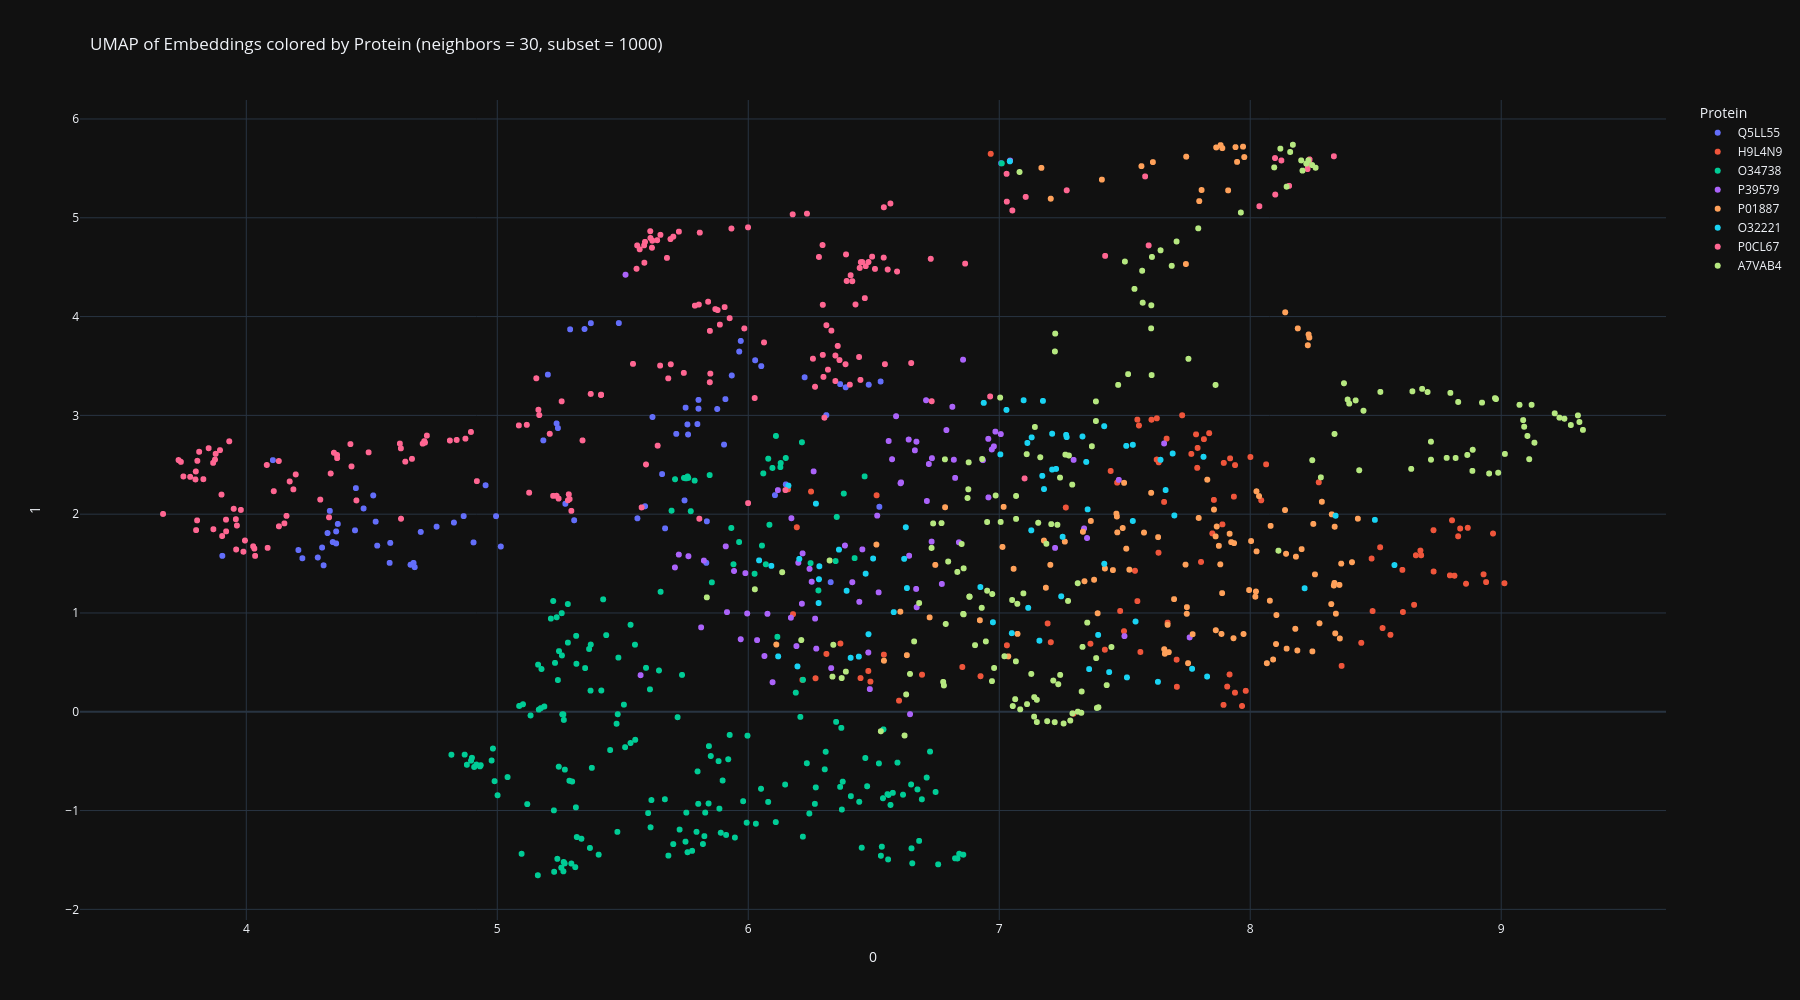 UMAP of Embeddings colored by Protein (neighbors = 30, subset = 1000)
Protein
Q5LL55
H9L4N9
O34738
P39579
P01887
O32221
P0CL67
A7VAB4
6
5
4
3
2
1
0
−1
−2
1
4
5
6
7
8
9
0